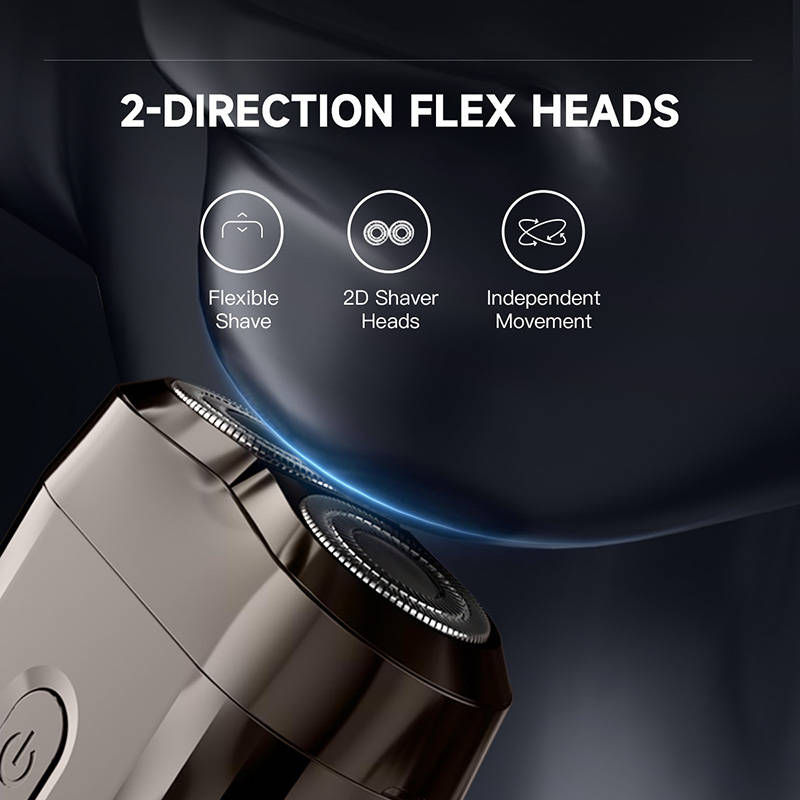 2-DIRECTION FLEX HEADS
Flexible
Shave
2D Shaver
Heads
Independent
Movement